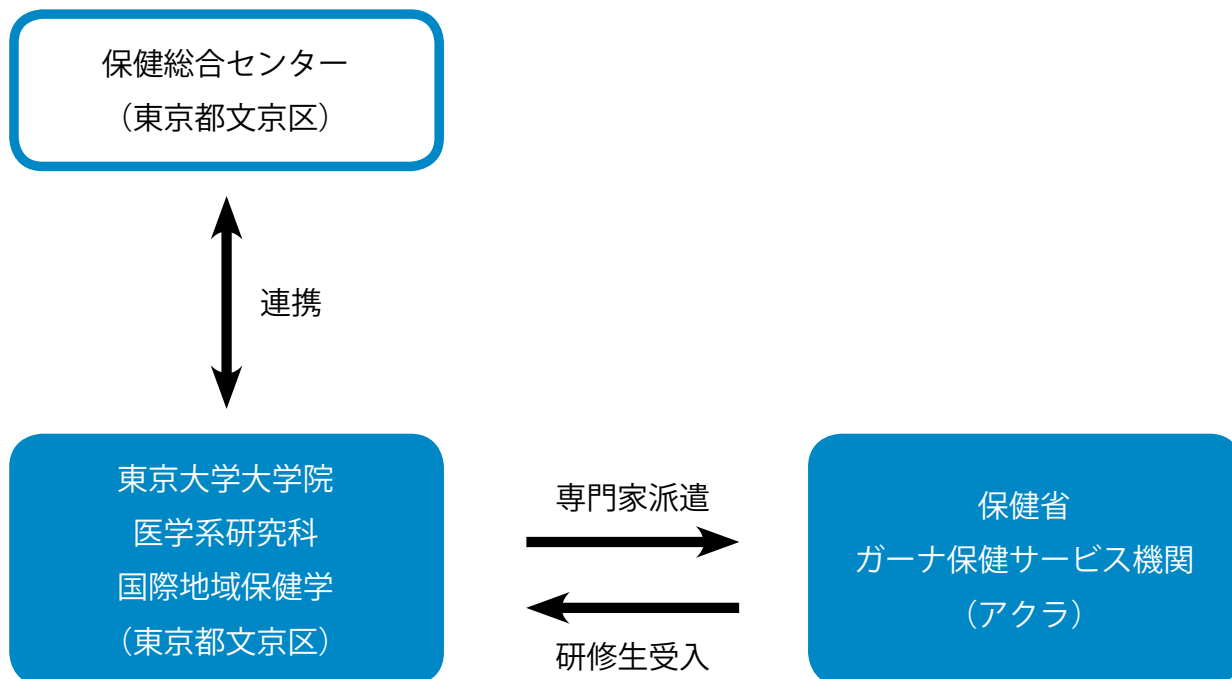 保健総合センター
（東京都文京区）
連携
東京大学大学院
医学系研究科
国際地域保健学
（東京都文京区）
専門家派遣
研修生受入
保健省
ガーナ保健サービス機関
（アクラ）